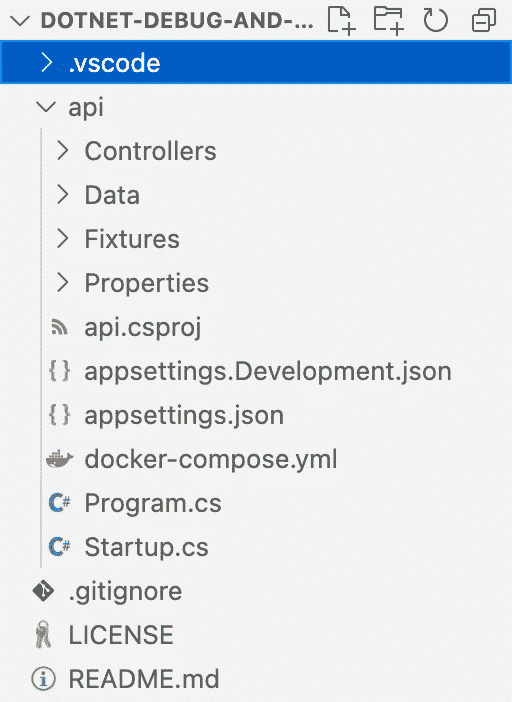 DOTNET-DEBUG-AND-...
.vscode
api
Controllers
Data
Fixtures
Properties
api.csproj
{} appsettings.Development.json
{} appsettings.json
docker-compose.yml
C# Program.cs
C# Startup.cs
.gitignore
LICENSE
README.md